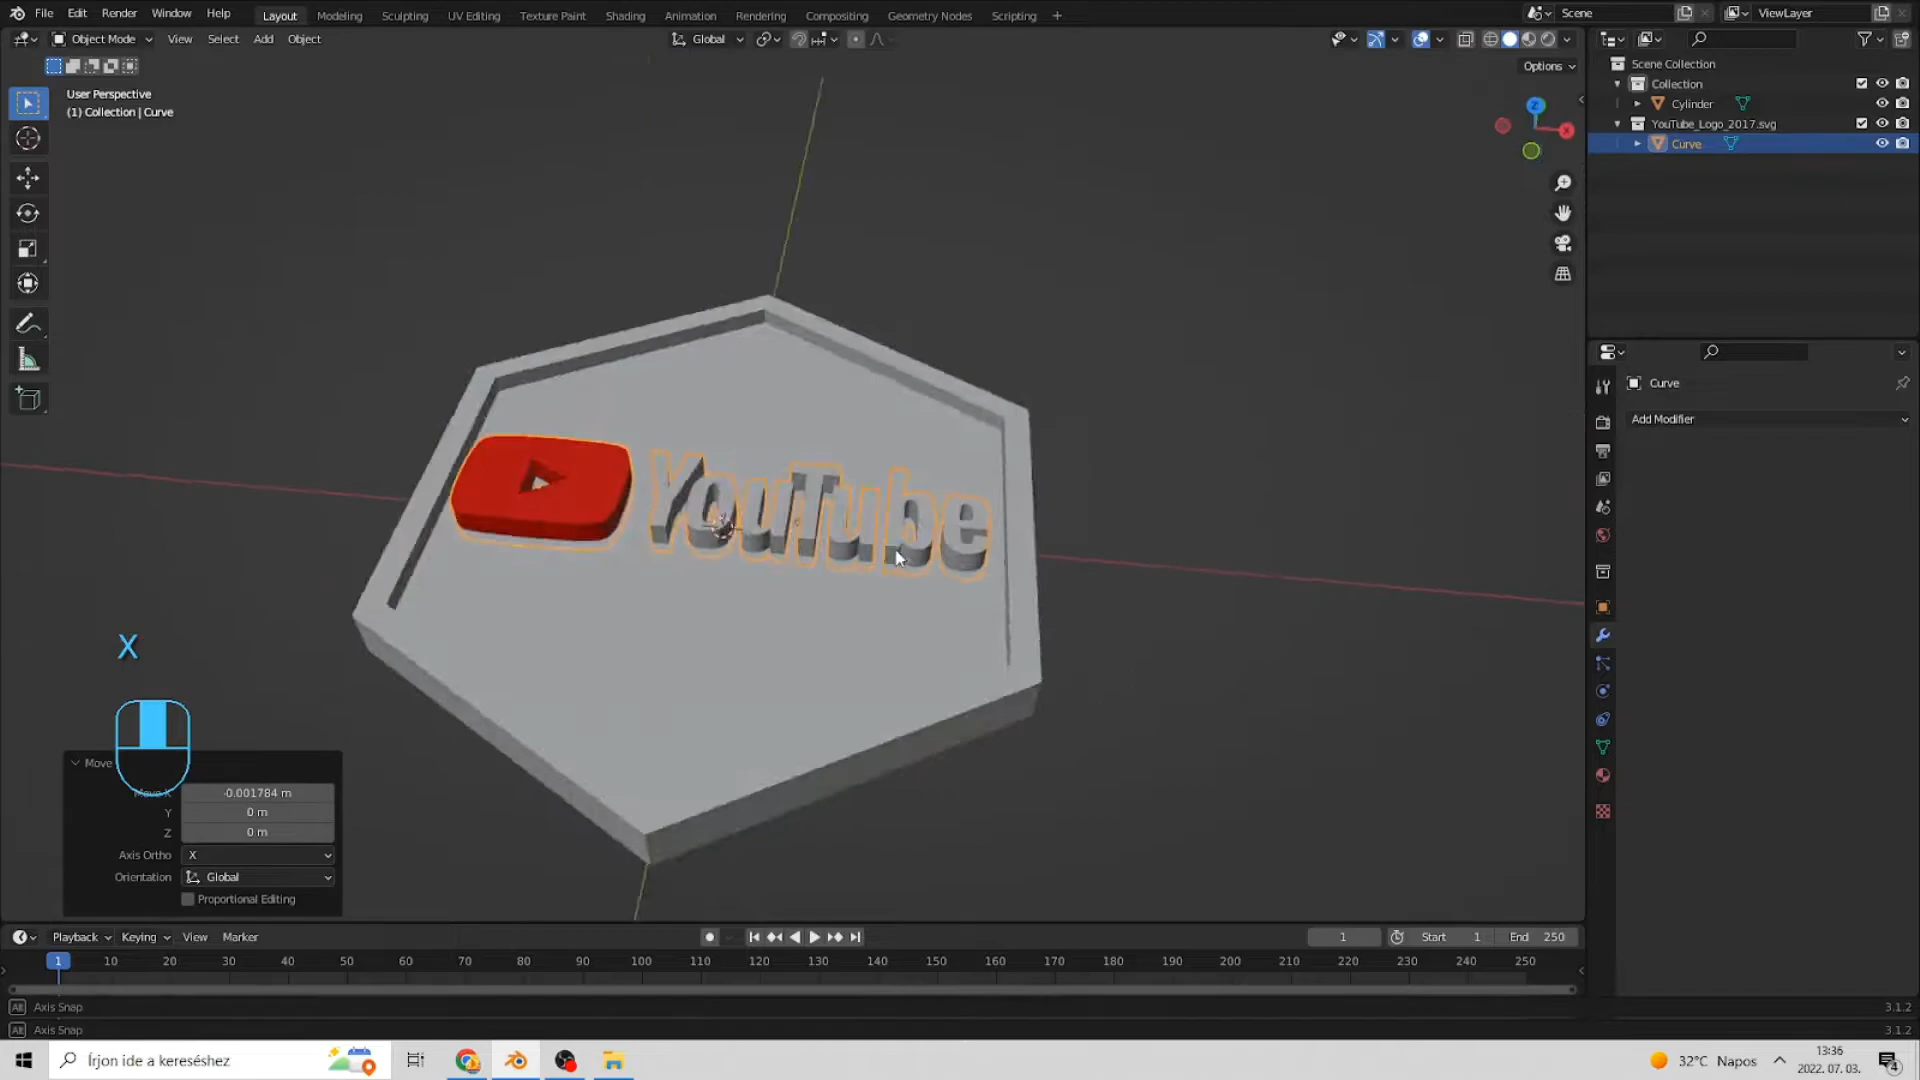 File Edit Render Window Help Layout Modeling Sculpting UV Editing Texture Paint Shading Animation Rendering Compositing Geometry Nodes Scripting + Scene ViewLayer
Object Mode View Select Add Object Global
Options
User Perspective
(1) Collection | Curve
Z
X
Scene Collection
Collection
Cylinder
YouTube_Logo_2017.svg
Curve
Curve
Add Modifier
YouTube
X
Move
Move X -0.001784 m
Y 0 m
Z 0 m
Axis Ortho X
Orientation Global
Proportional Editing
Playback Keying View Marker 1 Start 1 End 250
1 10 20 30 40 50 60 70 80 90 100 110 120 130 140 150 160 170 180 190 200 210 220 230 240 250
Alt Axis Snap 3.1.2
Alt Axis Snap 3.1.2
Írjon ide a kereséshez
32°C Napos
13:36
2022. 07. 03.
4